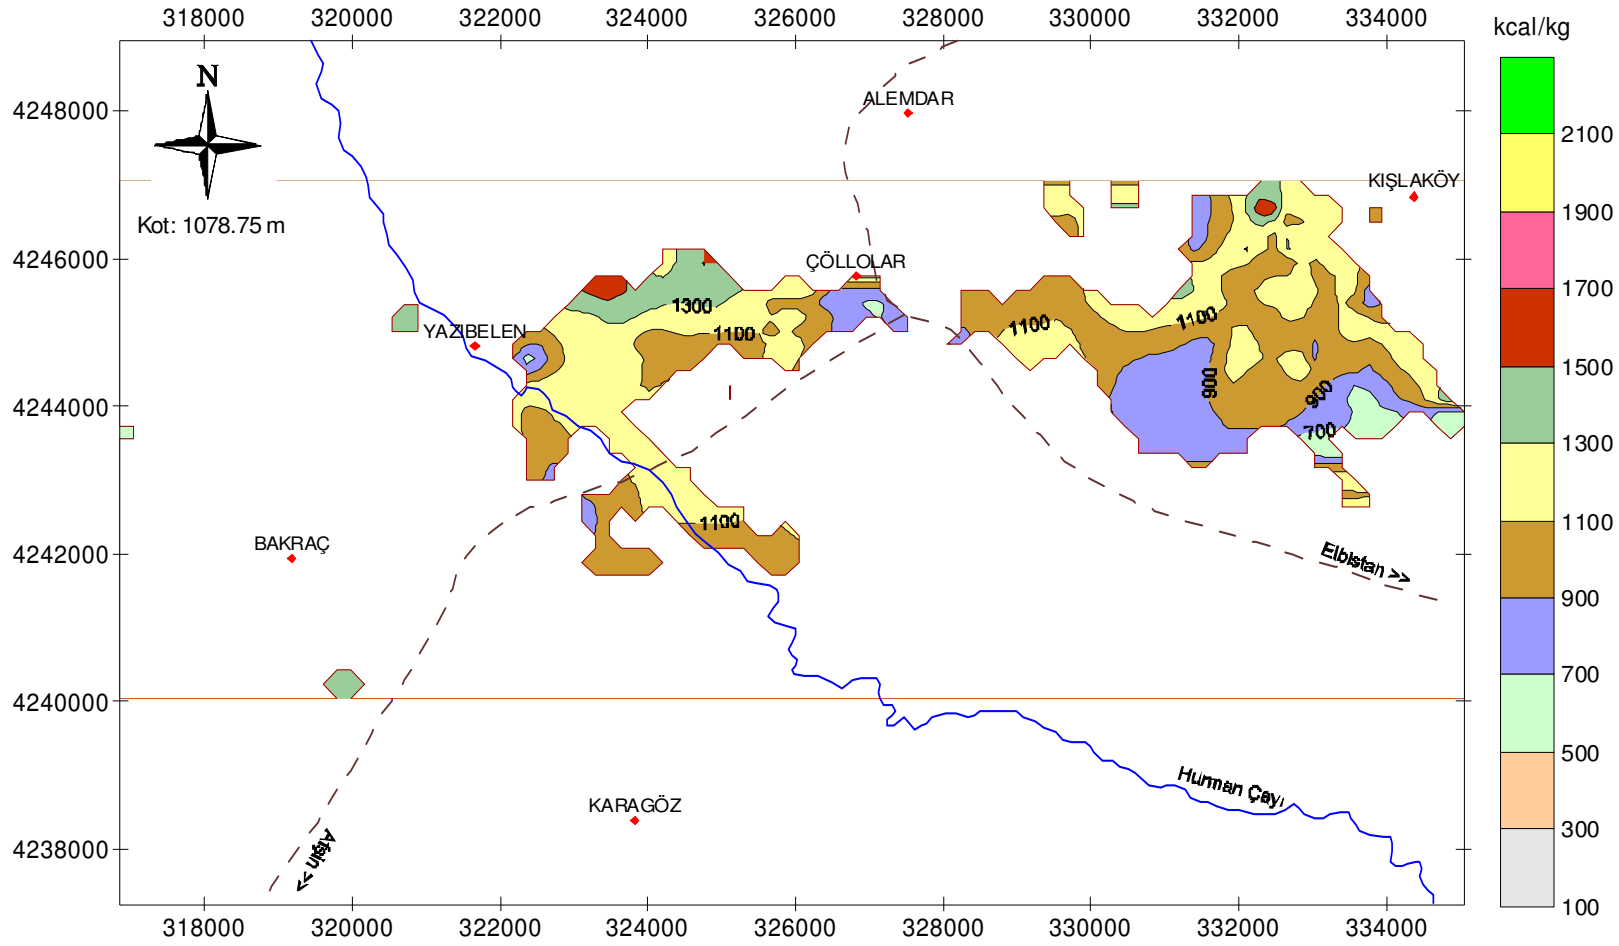 318000 320000 322000 324000 326000 328000 330000 332000 334000
kcal/kg
N
4248000
ALEMDAR
2100
KIŞLAKÖY
1900
Kot: 1078.75 m
4246000
ÇÖLLOLAR
1700
1300
1100
1100
1100
YAZIBELEN
1500
4244000
900
900
700
1300
1100
1100
4242000
BAKRAÇ
Elbistan >>
900
4240000
700
Hurman Çayı
500
KARAGÖZ
4238000
Afşin >>
300
100
318000 320000 322000 324000 326000 328000 330000 332000 334000